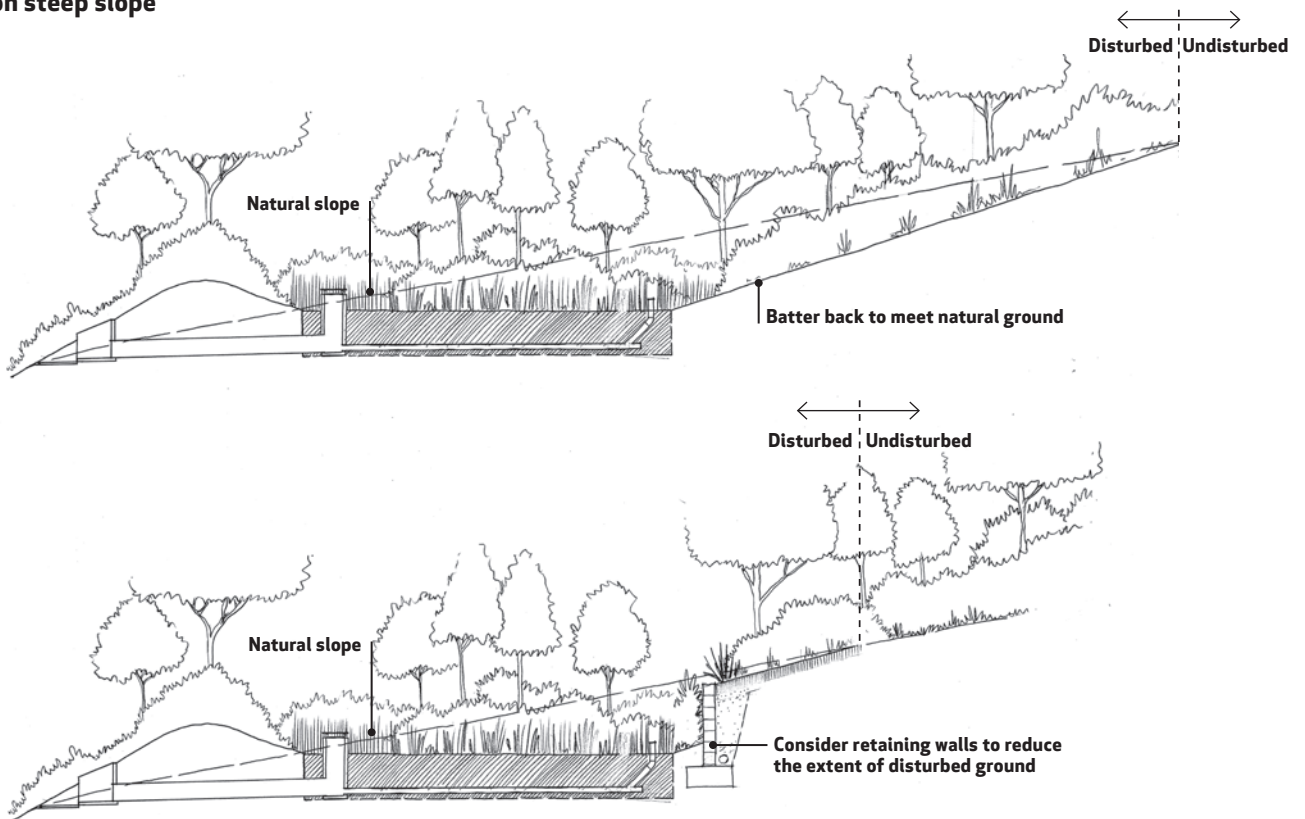 on steep slope
Disturbed Undisturbed
Natural slope
Batter back to meet natural ground
Disturbed Undisturbed
Natural slope
Consider retaining walls to reduce
the extent of disturbed ground